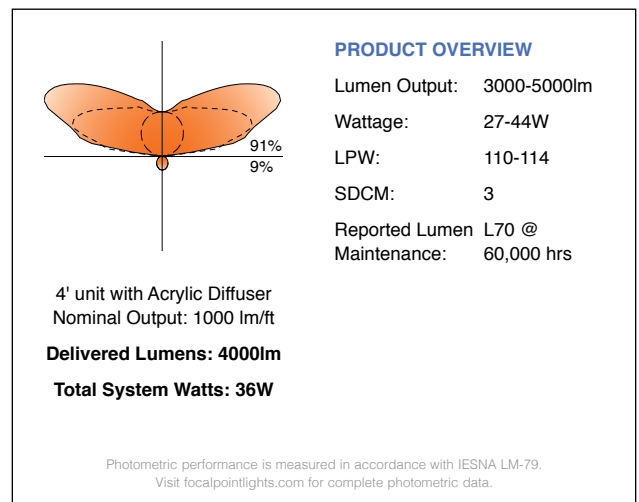 91%
9%
4' unit with Acrylic Diffuser
Nominal Output: 1000 lm/ft
Delivered Lumens: 4000lm
Total System Watts: 36W
PRODUCT OVERVIEW
Lumen Output: 3000-5000lm
Wattage: 27-44W
LPW: 110-114
SDCM: 3
Reported Lumen L70 @
Maintenance: 60,000 hrs
Photometric performance is measured in accordance with IESNA LM-79.
Visit focalpointlights.com for complete photometric data.